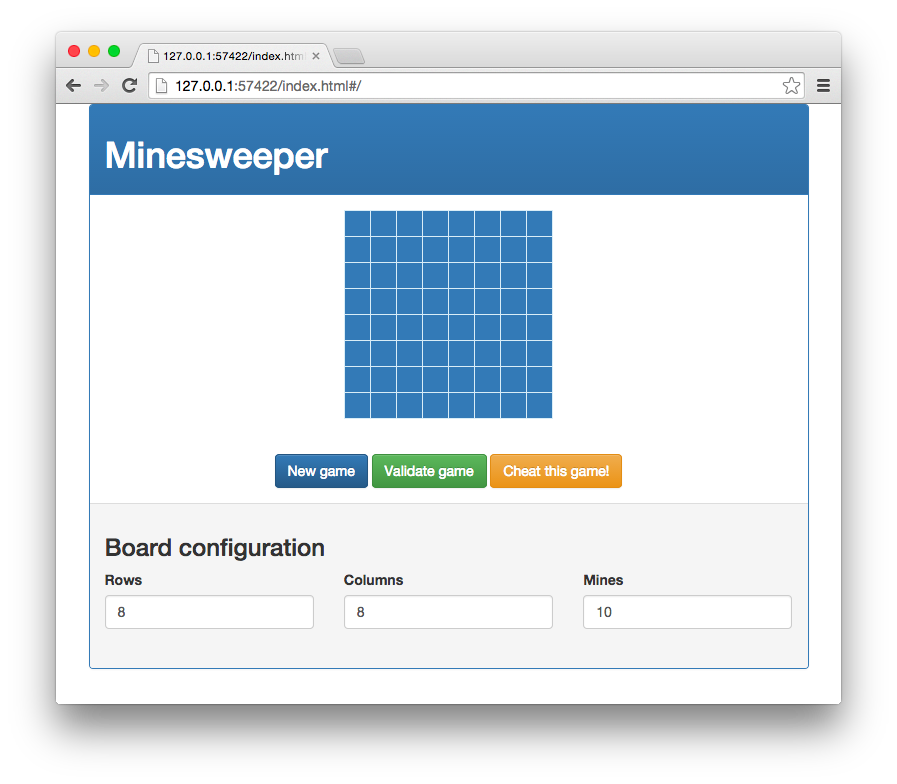 127.0.0.1:57422/index.htm
127.0.0.1:57422/index.html#/
Minesweeper
New game Validate game Cheat this game!
Board configuration
Rows Columns Mines
8 8 10